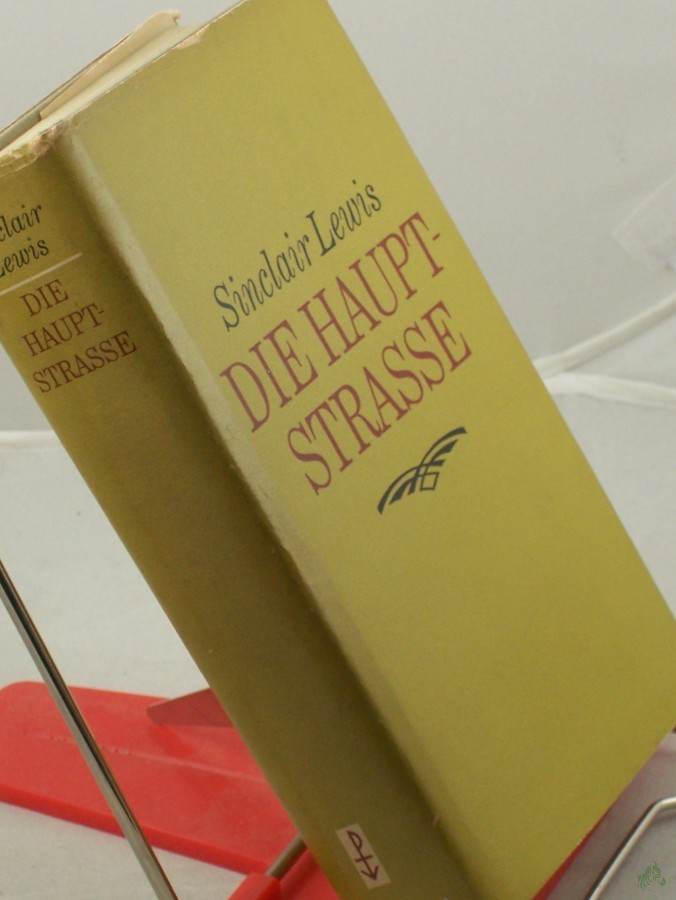 Sinclair Lewis
DIE HAUPT-
STRASSE
clair
Lewis
DIE
HAUPT-
STRASSE